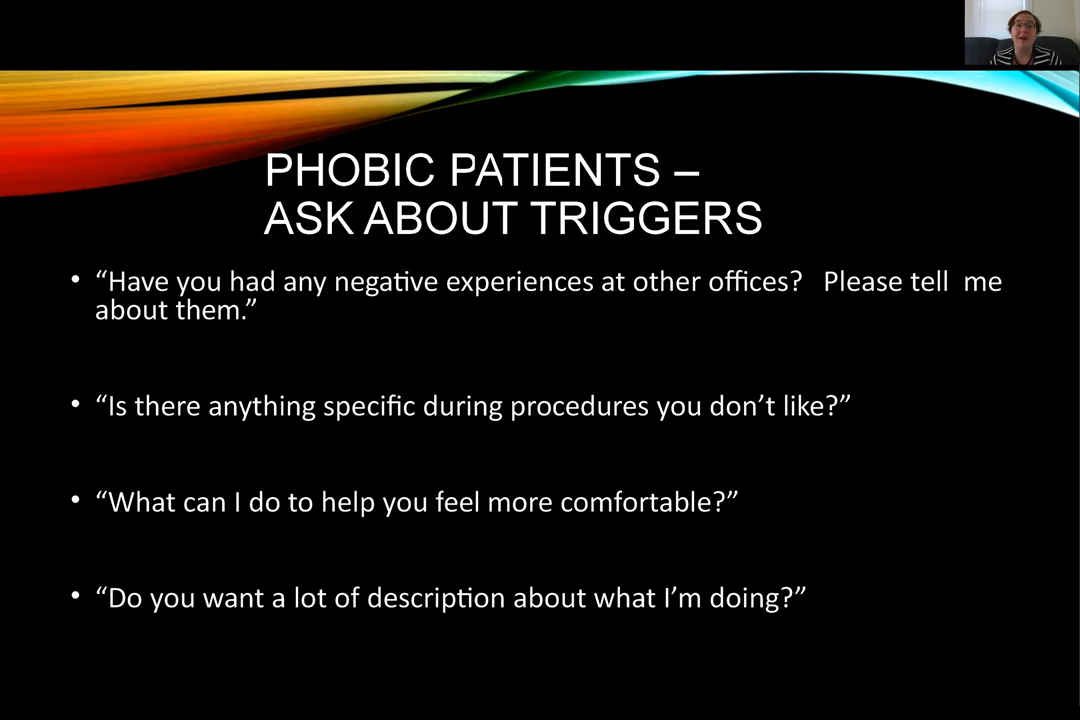 PHOBIC PATIENTS –
ASK ABOUT TRIGGERS
• “Have you had any negative experiences at other offices?   Please tell  me
about them.”
• “Is there anything specific during procedures you don’t like?”
• “What can I do to help you feel more comfortable?”
• “Do you want a lot of description about what I’m doing?”